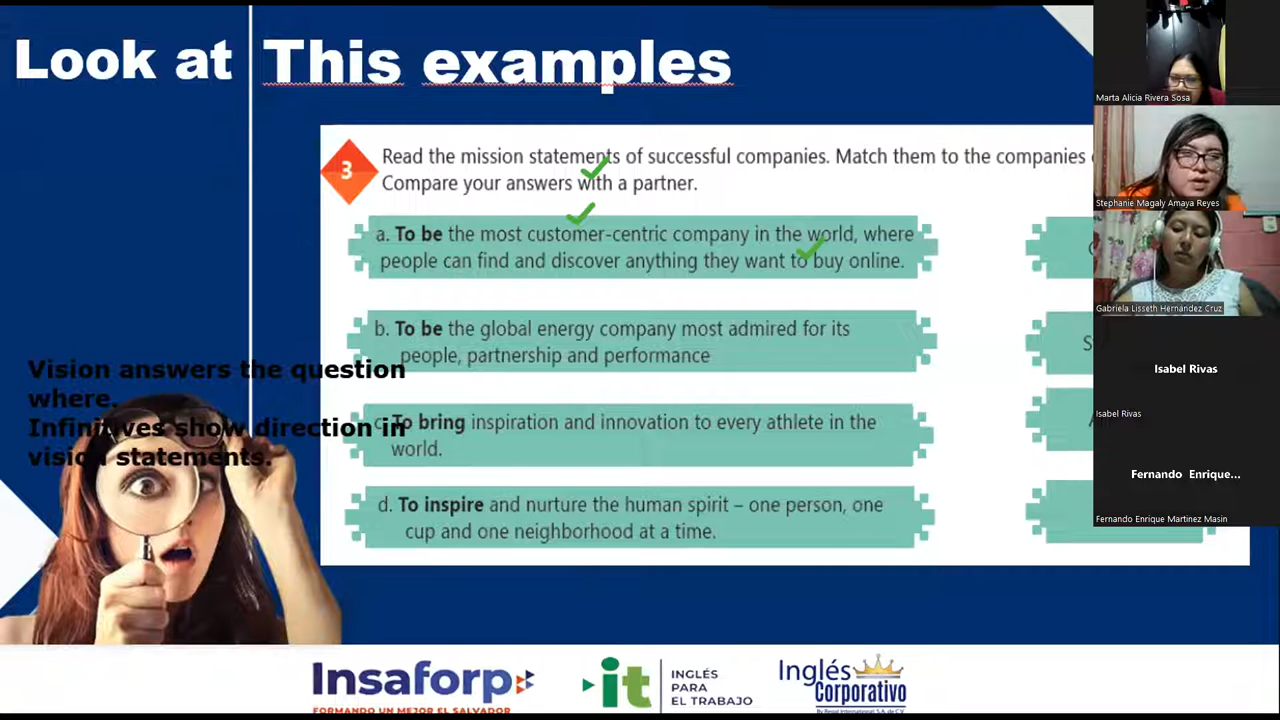 Look at This examples
3
Read the mission statements of successful companies. Match them to the companies
Compare your answers with a partner.
a. To be the most customer-centric company in the world, where
people can find and discover anything they want to buy online.
b. To be the global energy company most admired for its
people, partnership and performance
Vision answers the question
where.
Infinitives show direction in
vision statements.
To bring inspiration and innovation to every athlete in the
world.
d. To inspire and nurture the human spirit – one person, one
cup and one neighborhood at a time.
Marta Alicia Rivera Sosa
Stephanie Magaly Amaya Reyes
Gabriela Lisseth Hernández Cruz
Isabel Rivas
Isabel Rivas
Fernando Enrique...
Fernando Enrique Martinez Masin
Insaforp
FORMANDO UN MEJOR EL SALVADOR
it
INGLÉS
PARA
EL TRABAJO
Inglés
Corporativo